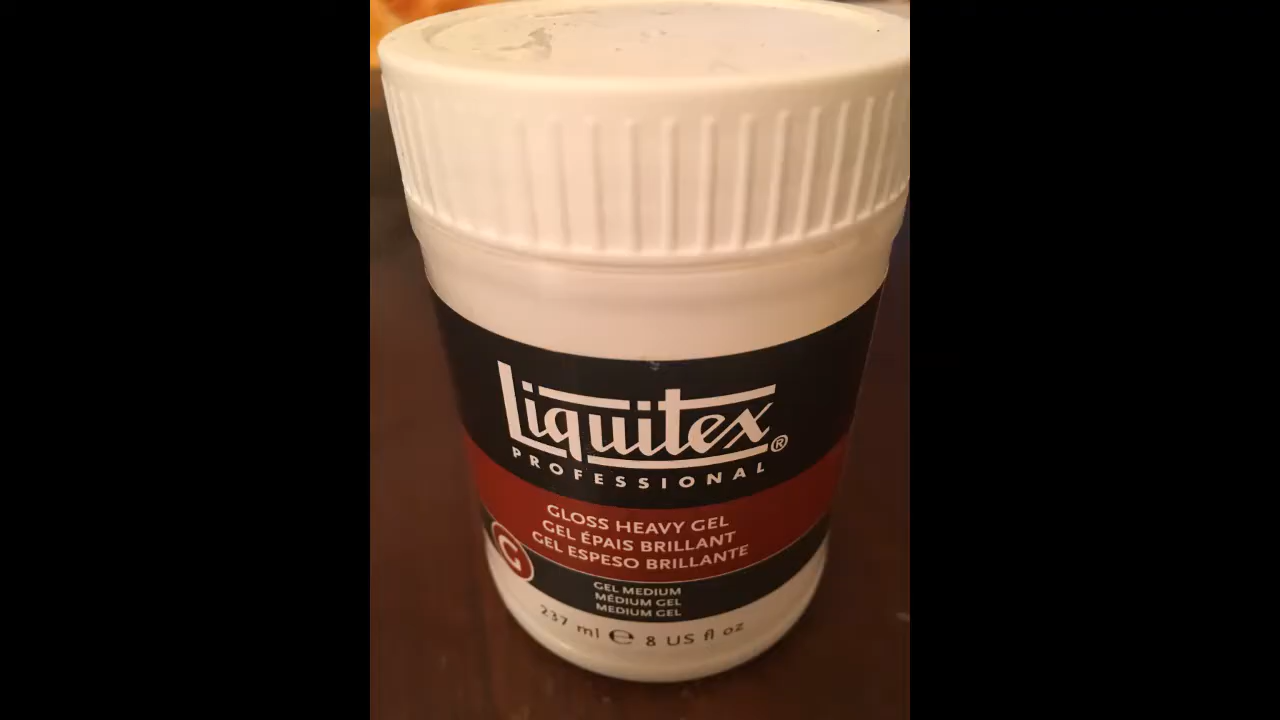 Liquitex®
PROFESSIONAL
GLOSS HEAVY GEL
GEL ÉPAIS BRILLANT
GEL ESPESO BRILLANTE
G
GEL MEDIUM
MÉDIUM GEL
MEDIUM GEL
237 ml ℮ 8 US fl oz